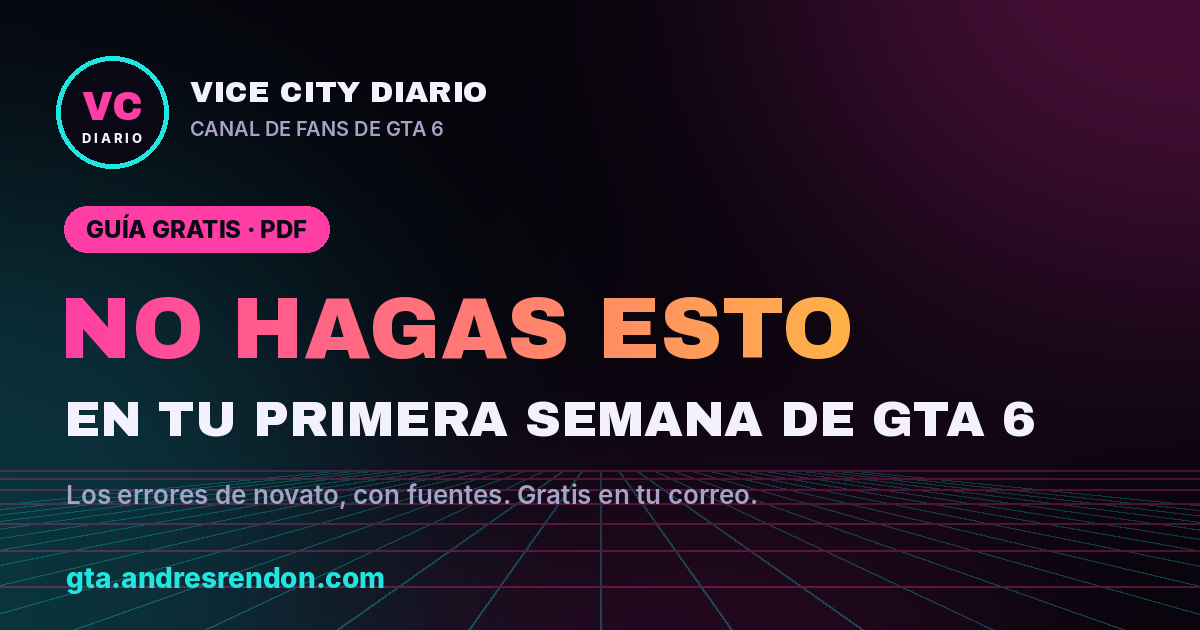 VC
DIARIO
VICE CITY DIARIO
CANAL DE FANS DE GTA 6
GUÍA GRATIS · PDF
NO HAGAS ESTO
EN TU PRIMERA SEMANA DE GTA 6
Los errores de novato, con fuentes. Gratis en tu correo.
gta.andresrendon.com